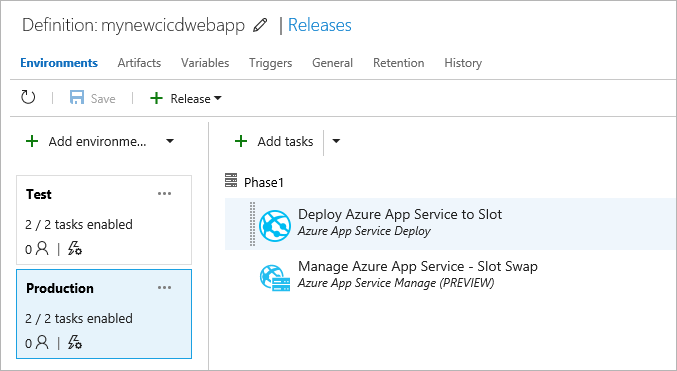 Definition: mynewcicdwebapp | Releases
Environments Artifacts Variables Triggers General Retention History
Save Release
Add environme... Add tasks
Test ...
2 / 2 tasks enabled
0 |
Production ...
2 / 2 tasks enabled
0 |
Phase1
Deploy Azure App Service to Slot
Azure App Service Deploy
Manage Azure App Service - Slot Swap
Azure App Service Manage (PREVIEW)